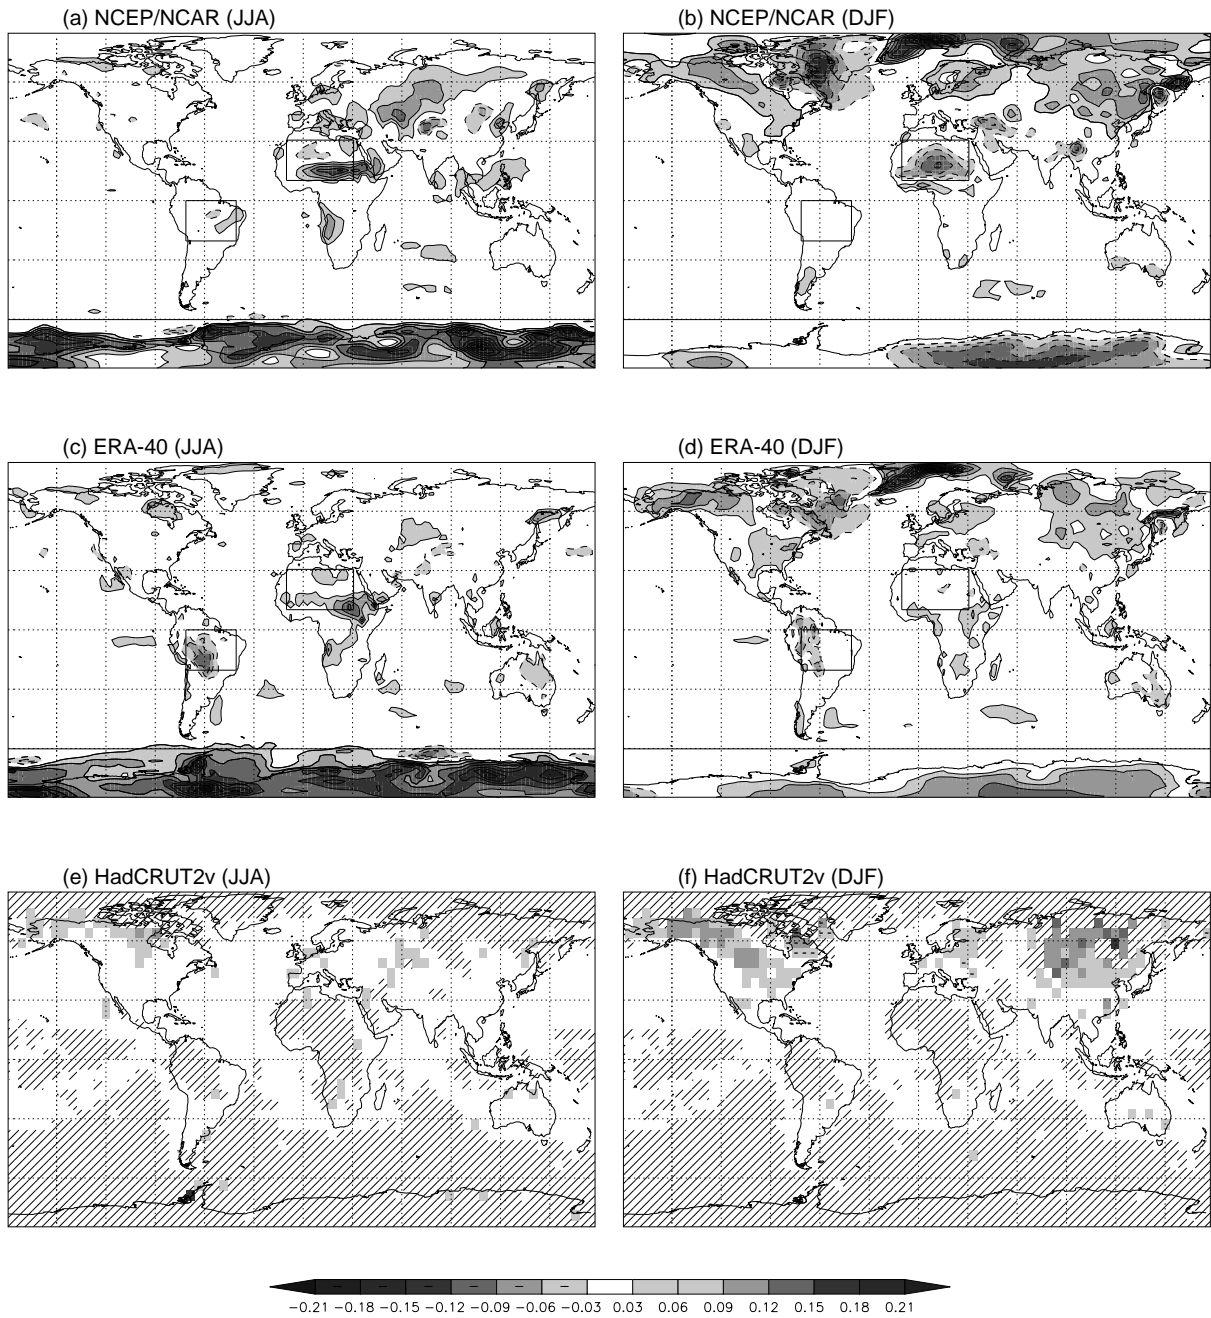 (a) NCEP/NCAR (JJA)
(b) NCEP/NCAR (DJF)
(c) ERA-40 (JJA)
(d) ERA-40 (DJF)
(e) HadCRUT2v (JJA)
(f) HadCRUT2v (DJF)
-0.21 -0.18 -0.15 -0.12 -0.09 -0.06 -0.03 0.03 0.06 0.09 0.12 0.15 0.18 0.21